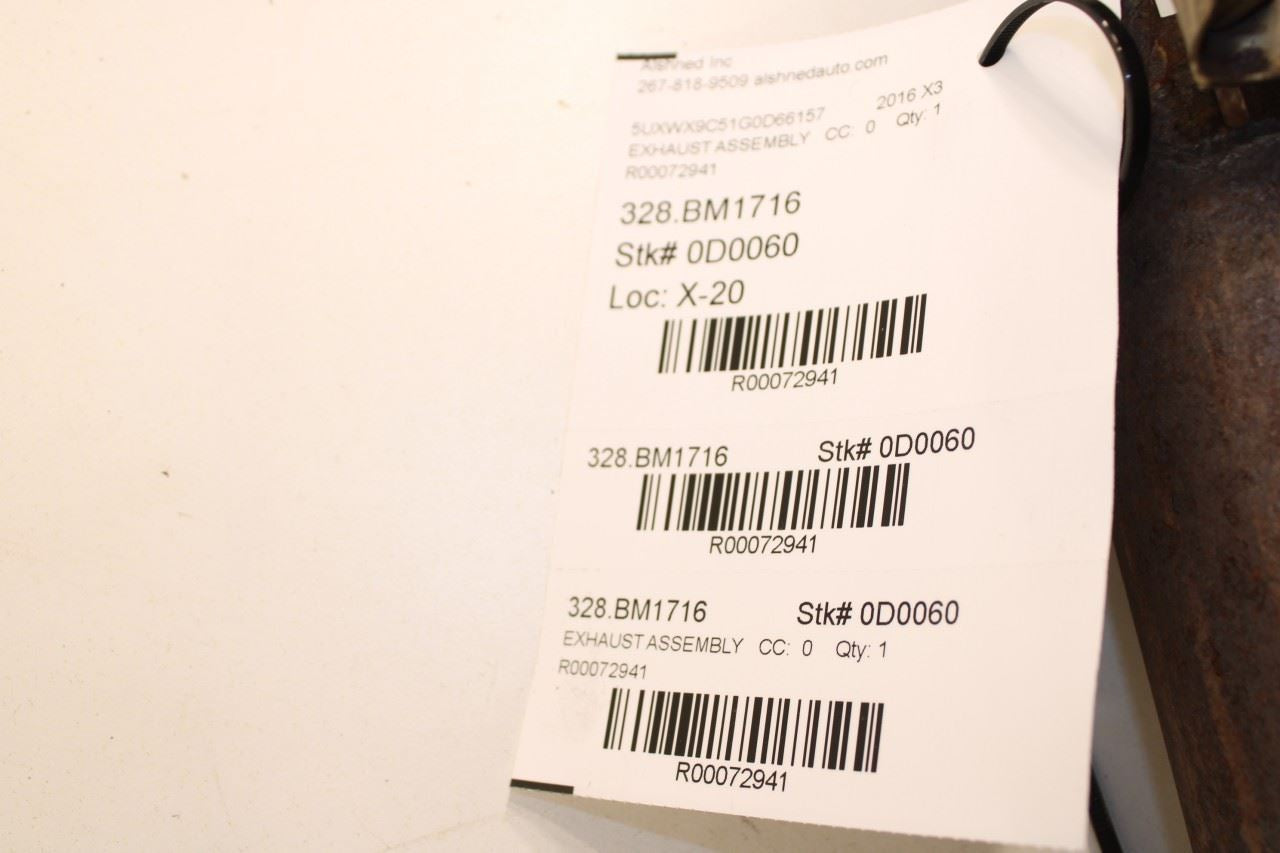 Alshned Inc
267-818-9509 alshnedauto.com
5UXWX9C51G0D66157 2016 X3
EXHAUST ASSEMBLY CC: 0 Qty: 1
R00072941
328.BM1716
Stk# 0D0060
Loc: X-20
R00072941
328.BM1716 Stk# 0D0060
R00072941
328.BM1716 Stk# 0D0060
EXHAUST ASSEMBLY CC: 0 Qty: 1
R00072941
R00072941